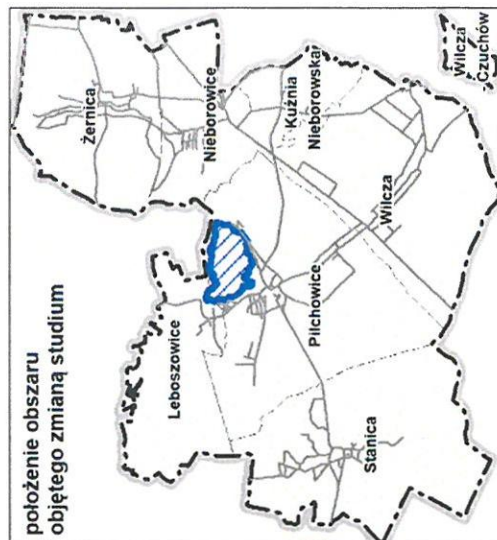 położenie obszaru
objętego zmianą studium
Żernica
Nieborowice
Leboszowice
Kuźnia
Nieborowska
Pilchowice
Wilcza
Stanica
Wilcza
Czuchów